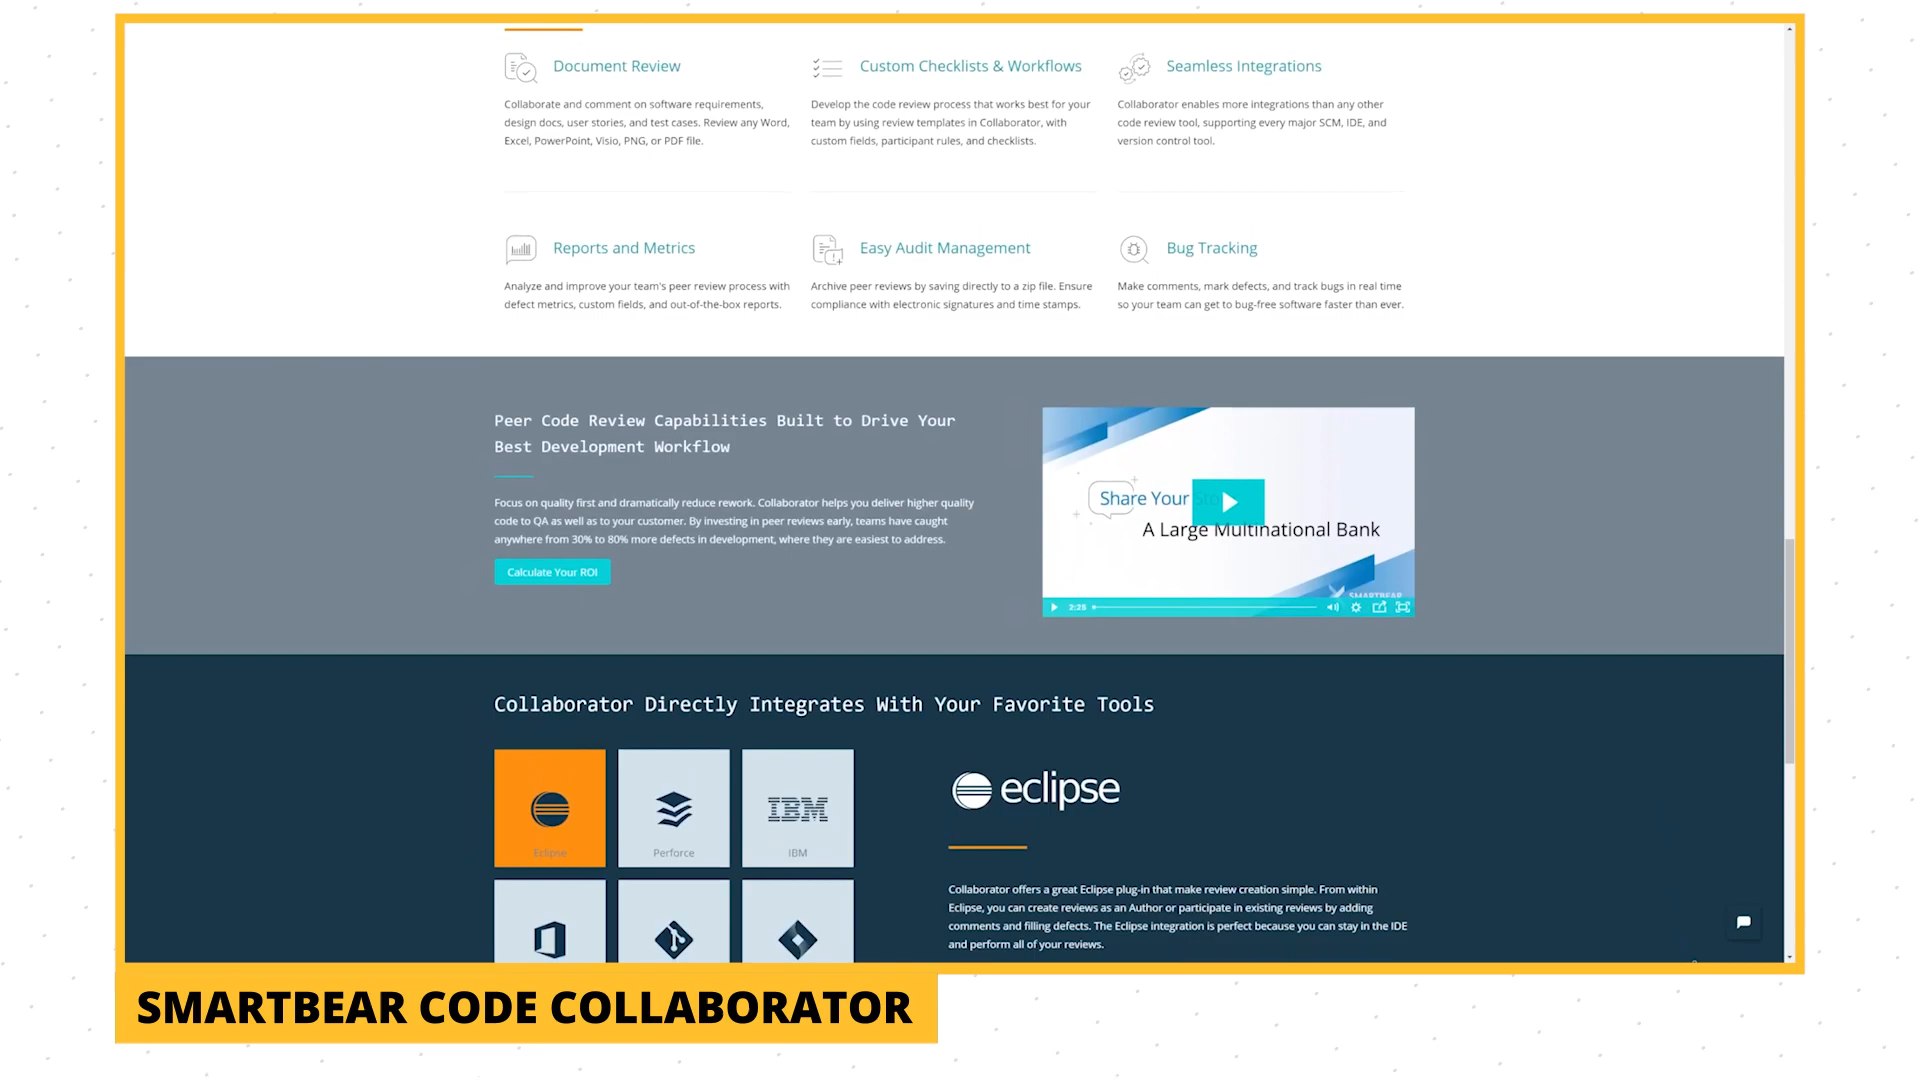 Document Review
Collaborate and comment on software requirements,
design docs, user stories, and test cases. Review any Word,
Excel, PowerPoint, Visio, PNG, or PDF file.
Custom Checklists & Workflows
Develop the code review process that works best for your
team by using review templates in Collaborator, with
custom fields, participant rules, and checklists.
Seamless Integrations
Collaborator enables more integrations than any other
code review tool, supporting every major SCM, IDE, and
version control tool.
Reports and Metrics
Analyze and improve your team's peer review process with
defect metrics, custom fields, and out-of-the-box reports.
Easy Audit Management
Archive peer reviews by saving directly to a zip file. Ensure
compliance with electronic signatures and time stamps.
Bug Tracking
Make comments, mark defects, and track bugs in real time
so your team can get to bug-free software faster than ever.
Peer Code Review Capabilities Built to Drive Your
Best Development Workflow
Focus on quality first and dramatically reduce rework. Collaborator helps you deliver higher quality
code to QA as well as to your customer. By investing in peer reviews early, teams have caught
anywhere from 30% to 80% more defects in development, where they are easiest to address.
Calculate Your ROI
Share Your
A Large Multinational Bank
SMARTBEAR
2:25
Collaborator Directly Integrates With Your Favorite Tools
Eclipse
Perforce
IBM
IBM
eclipse
Collaborator offers a great Eclipse plug-in that make review creation simple. From within
Eclipse, you can create reviews as an Author or participate in existing reviews by adding
comments and filling defects. The Eclipse integration is perfect because you can stay in the IDE
and perform all of your reviews.
SMARTBEAR CODE COLLABORATOR